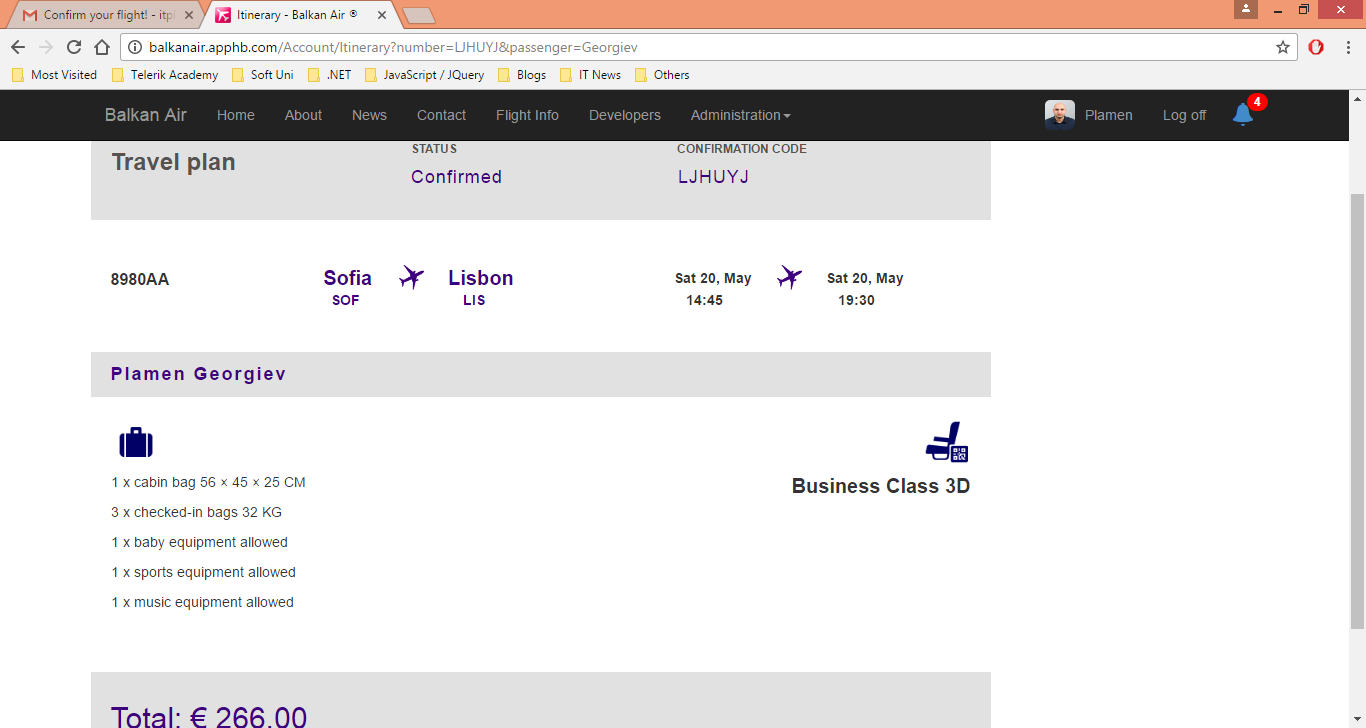 Confirm your flight! - itpl
Itinerary - Balkan Air ®
balkanair.apphb.com/Account/Itinerary?number=LJHUYJ&passenger=Georgiev
Most Visited Telerik Academy Soft Uni .NET JavaScript / JQuery Blogs IT News Others
Balkan Air Home About News Contact Flight Info Developers Administration Plamen Log off 4
Travel plan
STATUS
Confirmed
CONFIRMATION CODE
LJHUYJ
8980AA
Sofia
SOF
Lisbon
LIS
Sat 20, May
14:45
Sat 20, May
19:30
Plamen Georgiev
1 x cabin bag 56 × 45 × 25 CM
3 x checked-in bags 32 KG
1 x baby equipment allowed
1 x sports equipment allowed
1 x music equipment allowed
Business Class 3D
Total: € 266.00